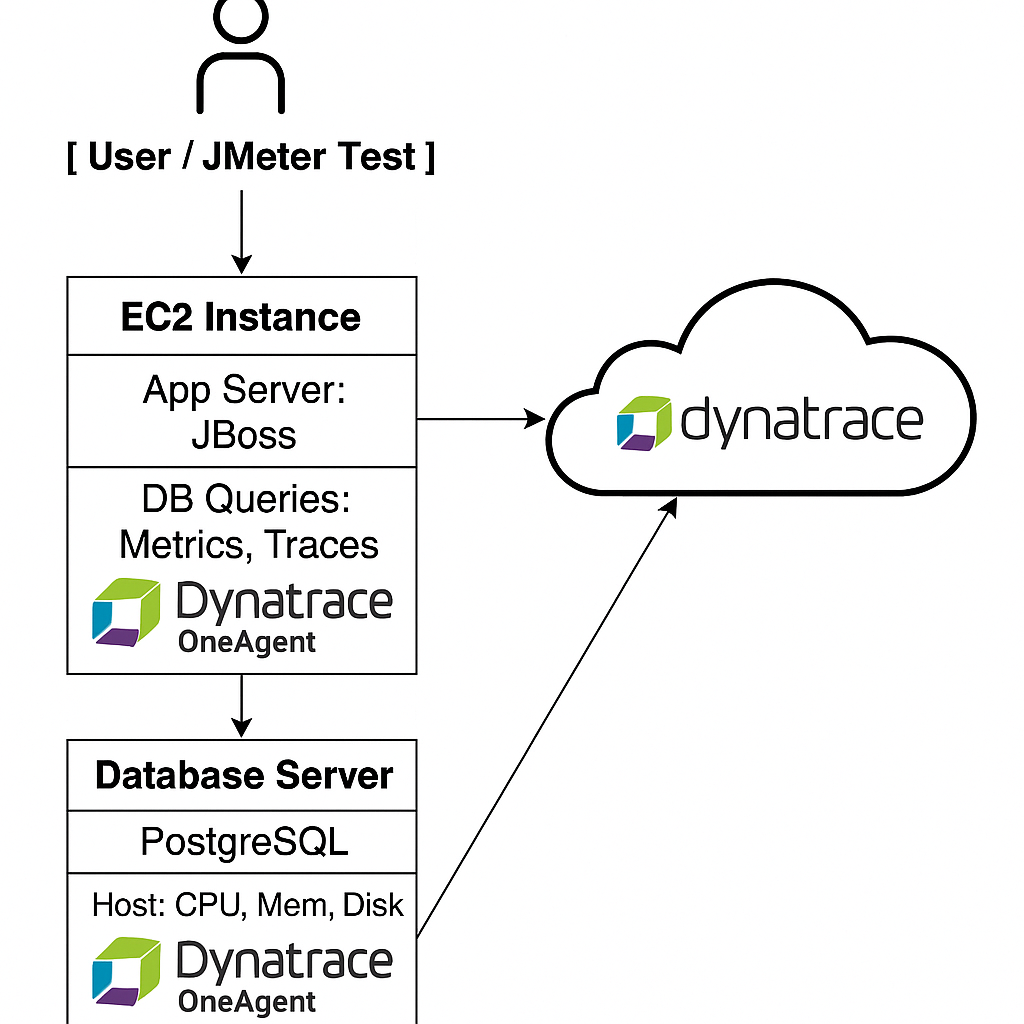 [ User / JMeter Test ]
EC2 Instance
App Server:
JBoss
DB Queries:
Metrics, Traces
Dynatrace
OneAgent
dynatrace
Database Server
PostgreSQL
Host: CPU, Mem, Disk
Dynatrace
OneAgent